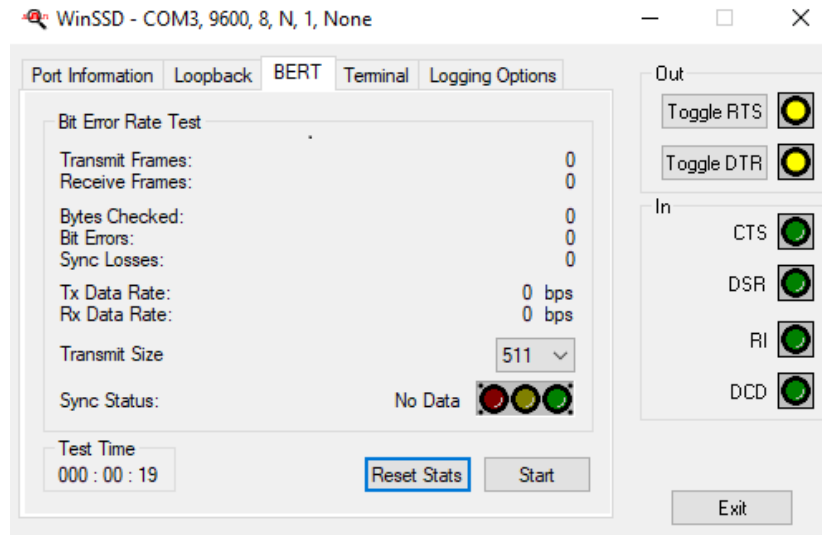 WinSSD - COM3, 9600, 8, N, 1, None
Port Information Loopback BERT Terminal Logging Options
Bit Error Rate Test
Transmit Frames: 0
Receive Frames: 0
Bytes Checked: 0
Bit Errors: 0
Sync Losses: 0
Tx Data Rate: 0 bps
Rx Data Rate: 0 bps
Transmit Size 511
Sync Status: No Data
Test Time
000 : 00 : 19
Reset Stats Start
Out
Toggle RTS
Toggle DTR
In
CTS
DSR
RI
DCD
Exit